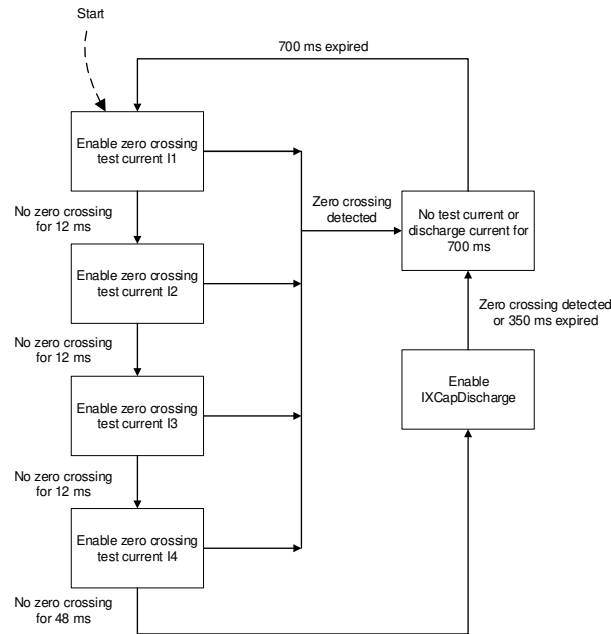 Start
700 ms expired
Enable zero crossing
test current I1
No zero crossing
for 12 ms
Zero crossing
detected
No test current or
discharge current for
700 ms
Enable zero crossing
test current I2
Zero crossing detected
or 350 ms expired
No zero crossing
for 12 ms
Enable zero crossing
test current I3
Enable
IXCapDischarge
No zero crossing
for 12 ms
Enable zero crossing
test current I4
No zero crossing
for 48 ms